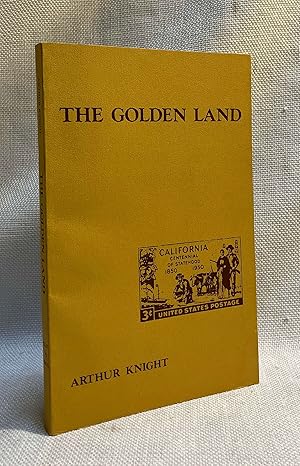 THE GOLDEN LAND
CALIFORNIA
CENTENNIAL
OF STATEHOOD
1850 1950
3¢ UNITED STATES POSTAGE
ARTHUR KNIGHT